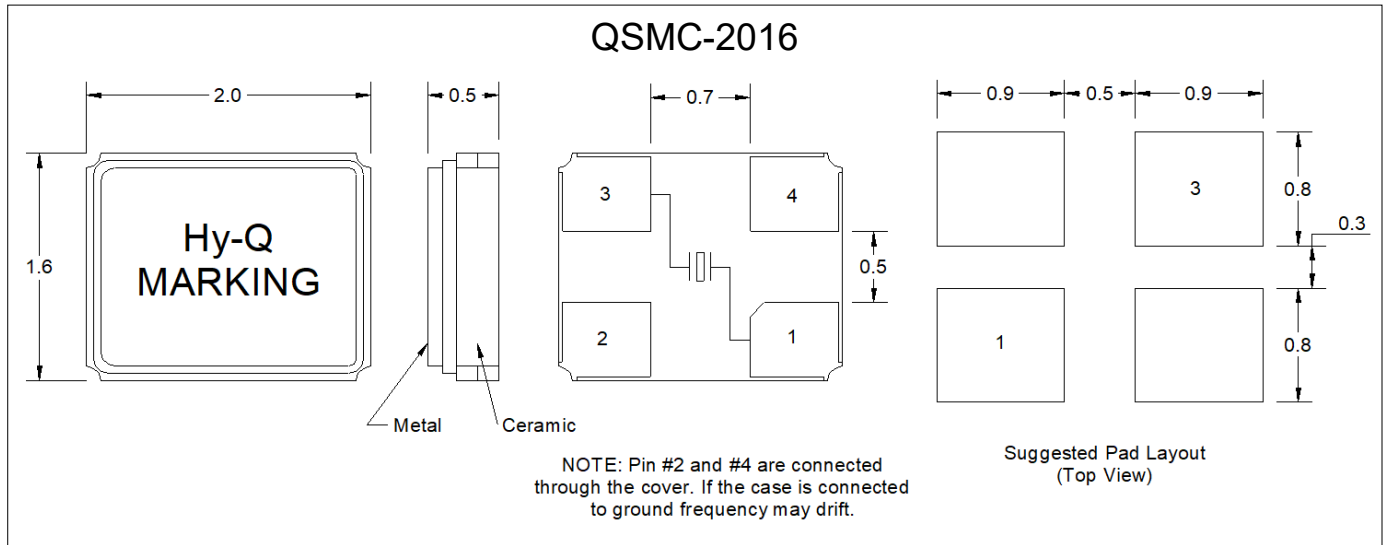 QSMC-2016
2.0
0.5
0.7
0.9
0.5
0.9
1.6
Hy-Q
MARKING
Metal
Ceramic
3
4
2
1
0.5
3
1
0.8
0.3
0.8
NOTE: Pin #2 and #4 are connected
through the cover. If the case is connected
to ground frequency may drift.
Suggested Pad Layout
(Top View)